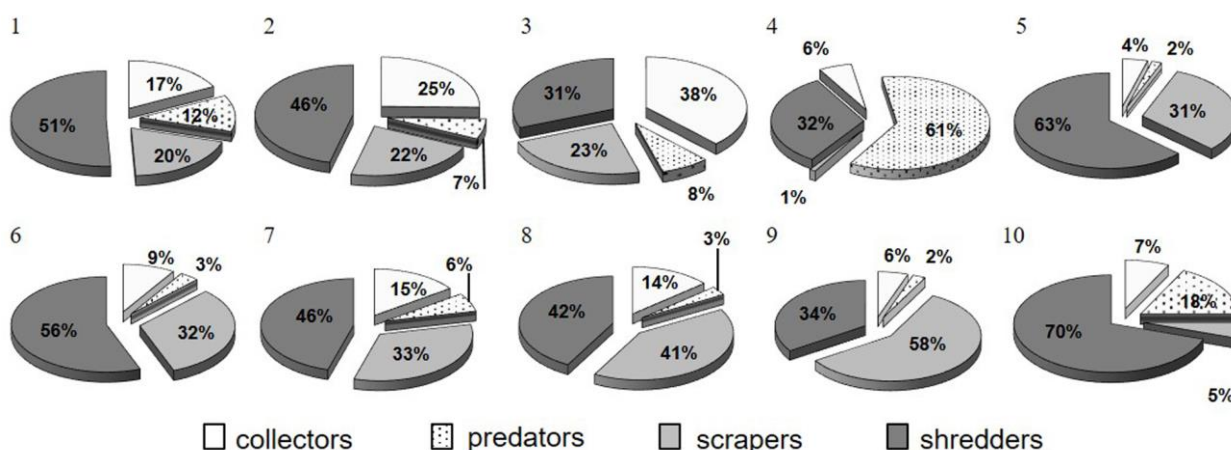 1 2 3 4 5
17% 12% 20% 51%
25% 7% 22% 46%
38% 8% 23% 31%
6% 61% 1% 32%
4% 2% 31% 63%
6 7 8 9 10
9% 3% 32% 56%
15% 6% 33% 46%
14% 3% 41% 42%
6% 2% 58% 34%
7% 18% 5% 70%
collectors predators scrapers shredders